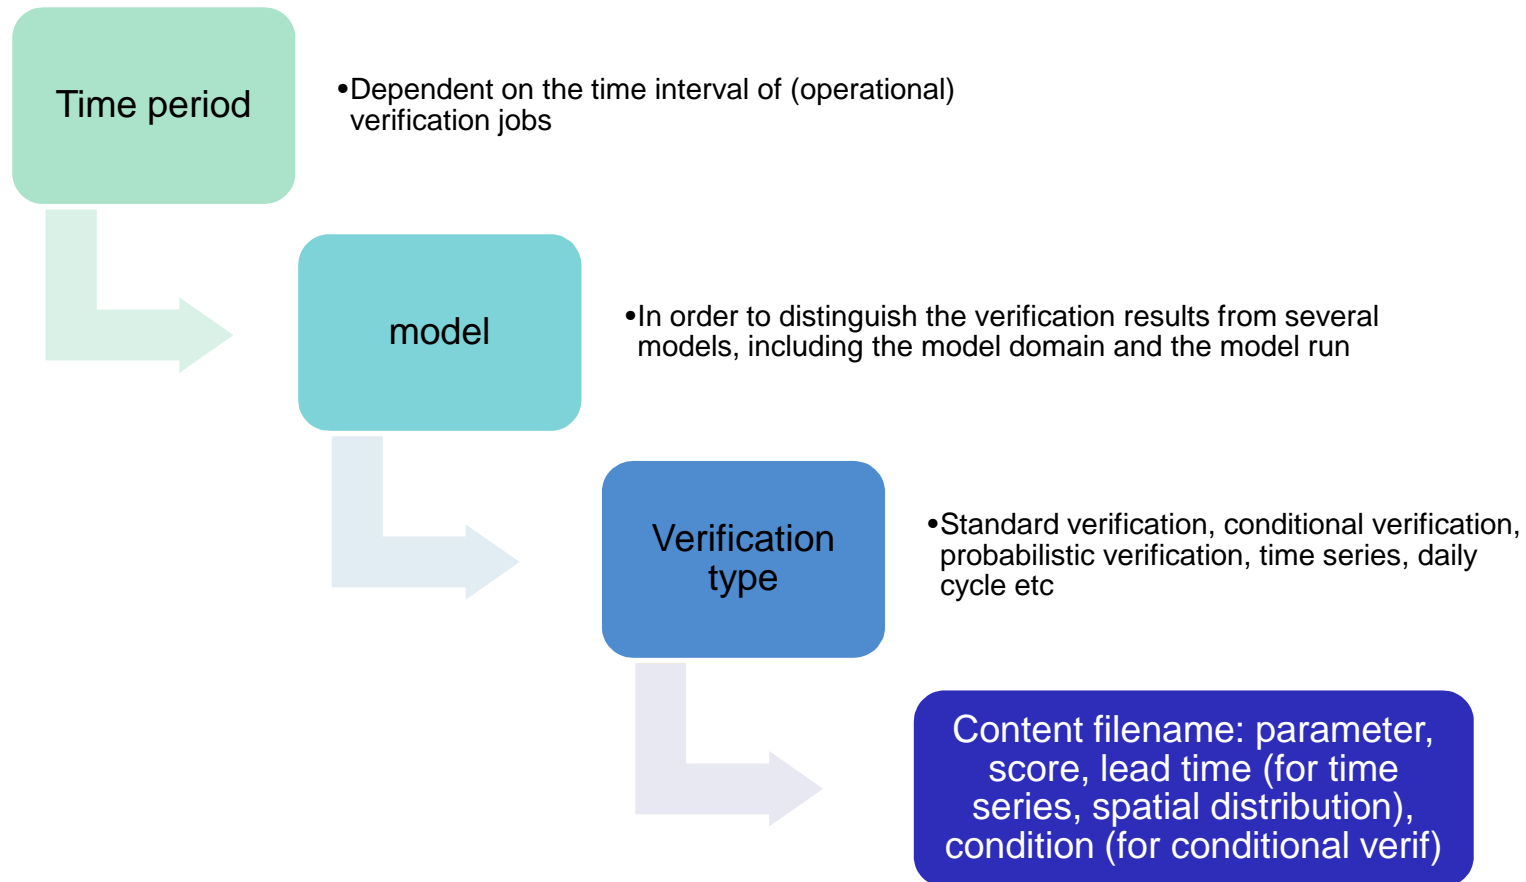 Time period
•Dependent on the time interval of (operational)
verification jobs
model
•In order to distinguish the verification results from several
models, including the model domain and the model run
Verification
type
•Standard verification, conditional verification,
probabilistic verification, time series, daily
cycle etc
Content filename: parameter,
score, lead time (for time
series, spatial distribution),
condition (for conditional verif)